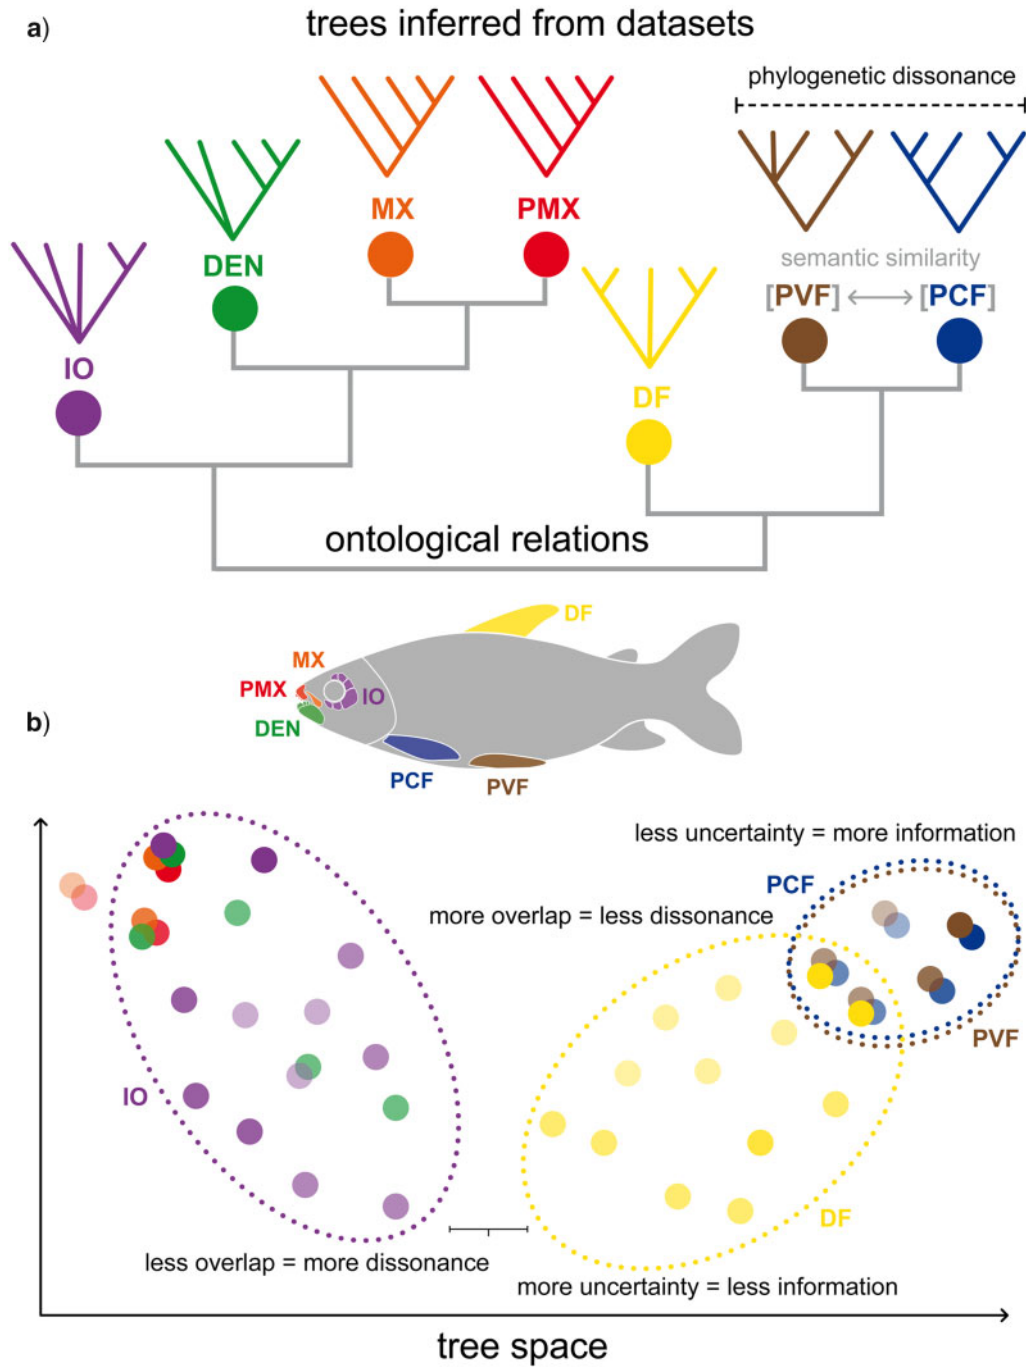 a)
trees inferred from datasets
phylogenetic dissonance
MX
PMX
DEN
semantic similarity
[PVF]
[PCF]
IO
DF
ontological relations
DF
MX
PMX
IO
DEN
b)
PCF
PVF
less uncertainty = more information
PCF
more overlap = less dissonance
PVF
IO
DF
less overlap = more dissonance
more uncertainty = less information
tree space